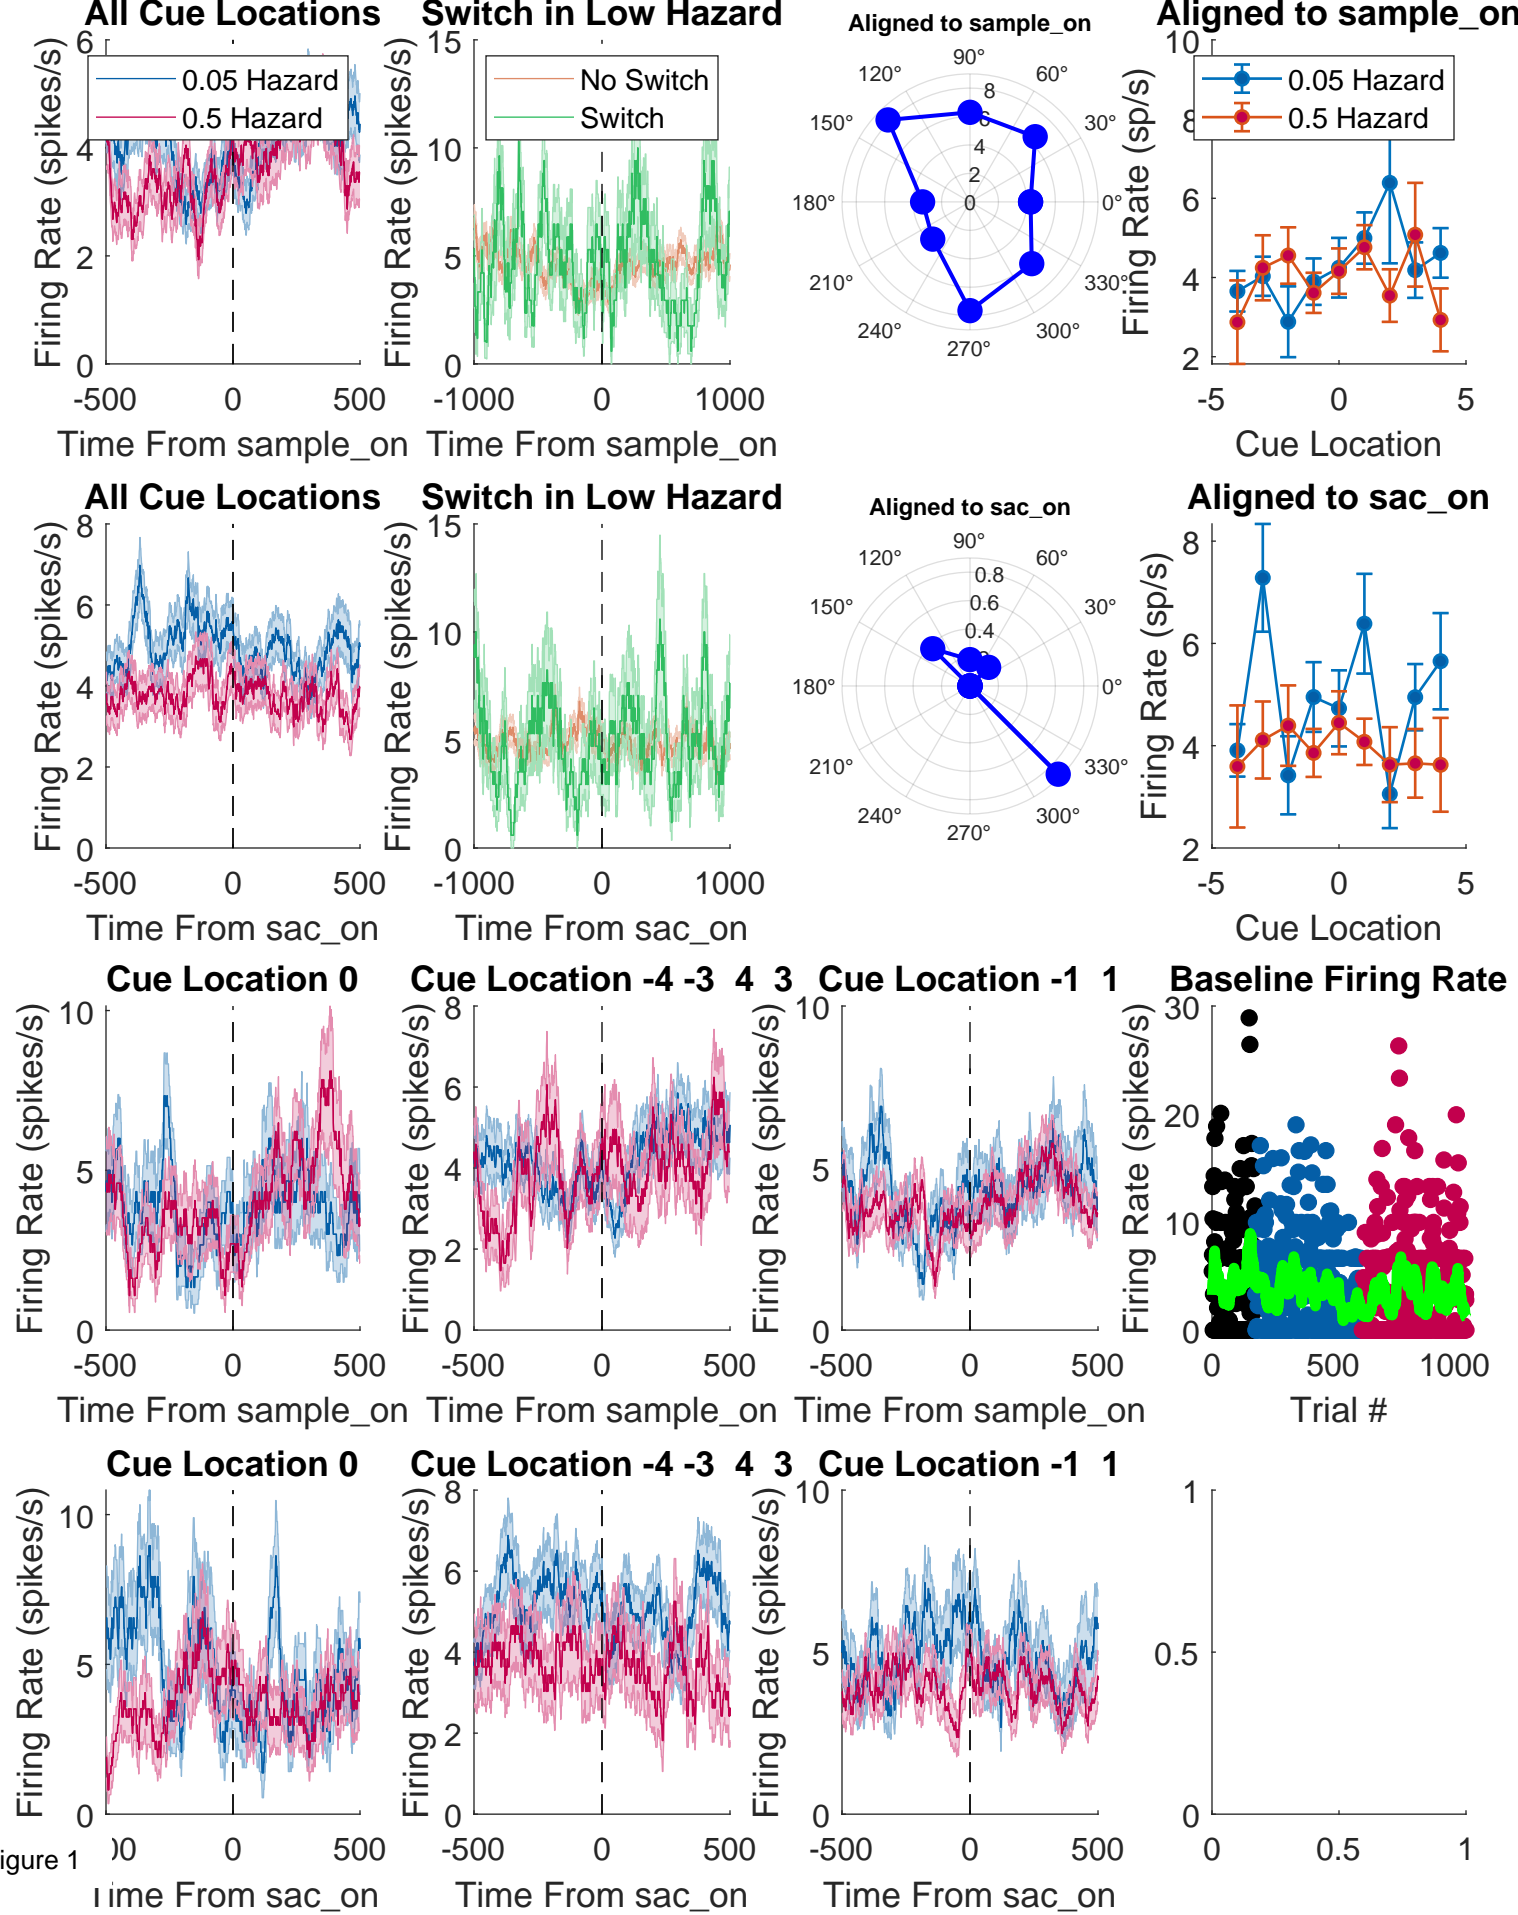 All Cue Locations
Firing Rate (spikes/s)
6
4
2
0
0.05 Hazard
0.5 Hazard
-500 0 500
Time From sample_on
Switch in Low Hazard
Firing Rate (spikes/s)
15
10
5
0
No Switch
Switch
-1000 0 1000
Time From sample_on
Aligned to sample_on
90°
120° 60°
150° 30°
180° 0°
210° 330°
240° 300°
270°
8
6
4
2
0
Aligned to sample_on
Firing Rate (sp/s)
10
8
6
4
2
0.05 Hazard
0.5 Hazard
-5 0 5
Cue Location
All Cue Locations
Firing Rate (spikes/s)
8
6
4
2
0
-500 0 500
Time From sac_on
Switch in Low Hazard
Firing Rate (spikes/s)
15
10
5
0
-1000 0 1000
Time From sac_on
Aligned to sac_on
90°
120° 60°
150° 30°
180° 0°
210° 330°
240° 300°
270°
0.8
0.6
0.4
Aligned to sac_on
Firing Rate (sp/s)
8
6
4
2
-5 0 5
Cue Location
Cue Location 0
Firing Rate (spikes/s)
10
5
0
-500 0 500
Time From sample_on
Cue Location -4 -3 4 3
Firing Rate (spikes/s)
8
6
4
2
0
-500 0 500
Time From sample_on
Cue Location -1 1
Firing Rate (spikes/s)
10
5
0
-500 0 500
Time From sample_on
Baseline Firing Rate
Firing Rate (spikes/s)
30
20
10
0
0 500 1000
Trial #
Cue Location 0
Firing Rate (spikes/s)
10
5
0
00 0 500
Time From sac_on
Cue Location -4 -3 4 3
Firing Rate (spikes/s)
8
6
4
2
0
-500 0 500
Time From sac_on
Cue Location -1 1
Firing Rate (spikes/s)
10
5
0
-500 0 500
Time From sac_on
1
0.5
0
0 0.5 1
igure 1